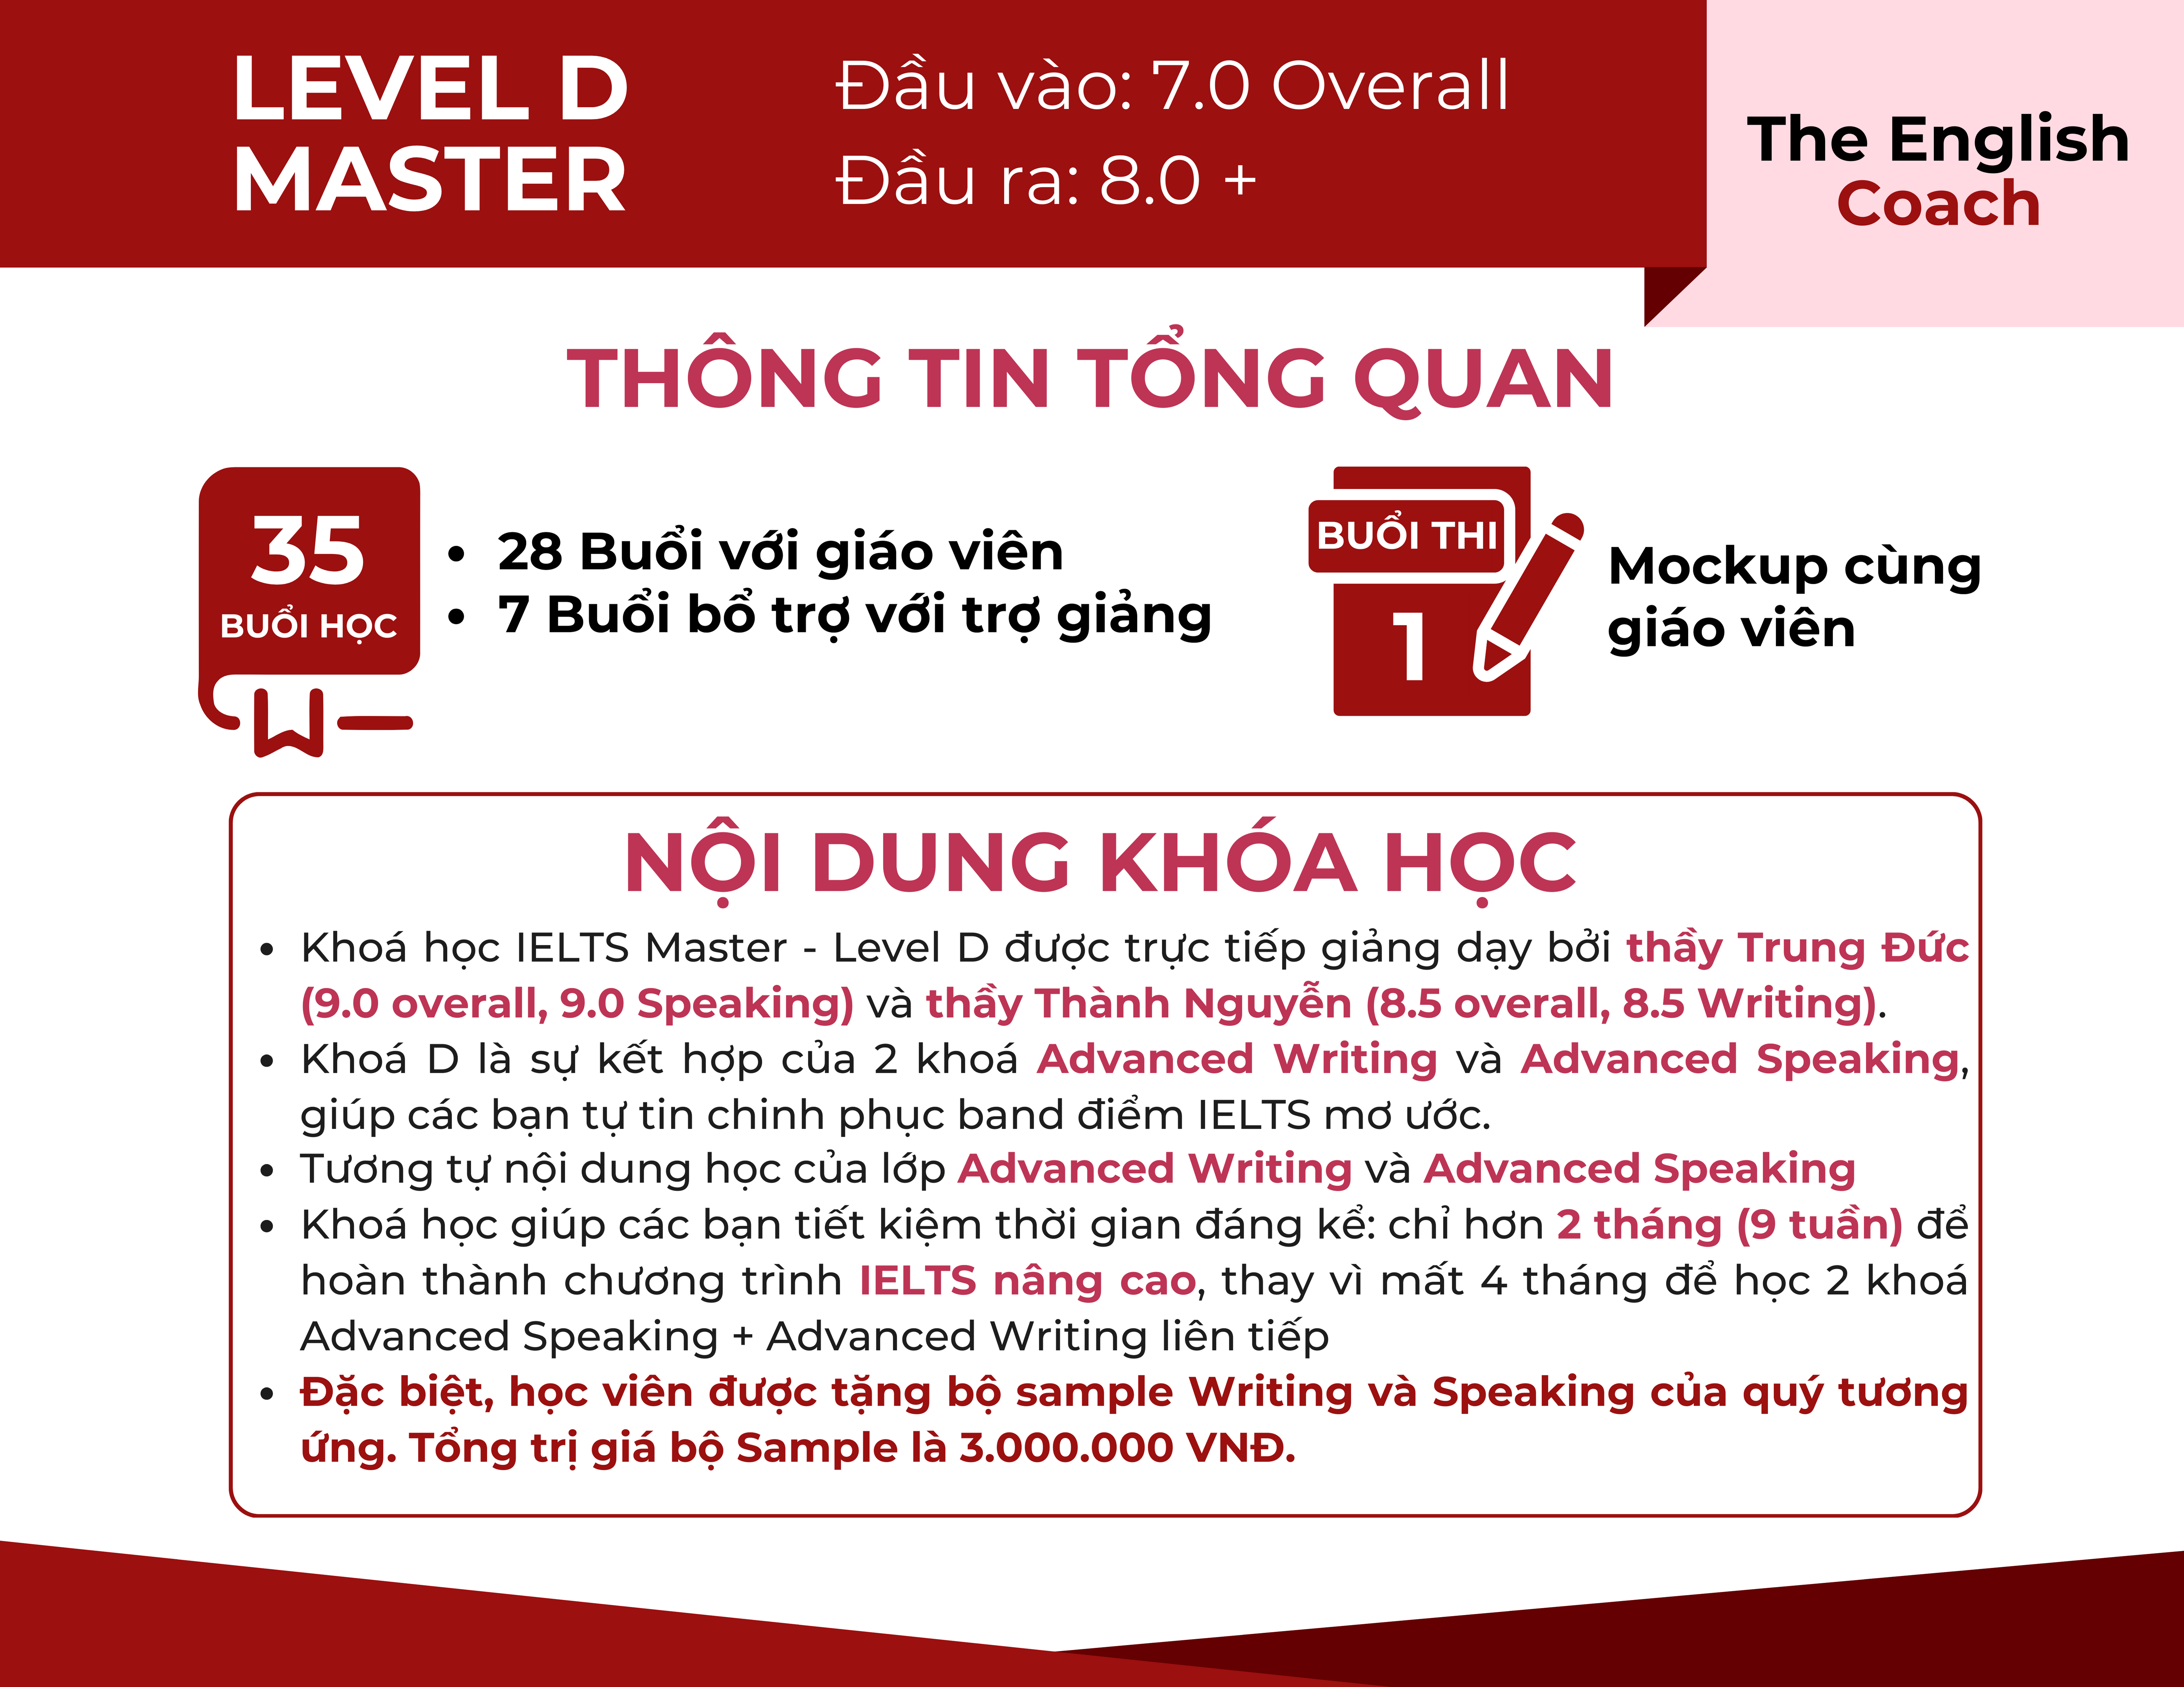 LEVEL D
MASTER
Đầu vào: 7.0 Overall
Đầu ra: 8.0 +
The English
Coach
THÔNG TIN TỔNG QUAN
35
BUỔI HỌC
• 28 Buổi với giáo viên
• 7 Buổi bổ trợ với trợ giảng
BUỔI THI
1
Mockup cùng
giáo viên
NỘI DUNG KHÓA HỌC
• Khoá học IELTS Master - Level D được trực tiếp giảng dạy bởi thầy Trung Đức
(9.0 overall, 9.0 Speaking) và thầy Thành Nguyễn (8.5 overall, 8.5 Writing).
• Khoá D là sự kết hợp của 2 khoá Advanced Writing và Advanced Speaking,
giúp các bạn tự tin chinh phục band điểm IELTS mơ ước.
• Tương tự nội dung học của lớp Advanced Writing và Advanced Speaking
• Khoá học giúp các bạn tiết kiệm thời gian đáng kể: chỉ hơn 2 tháng (9 tuần) để
hoàn thành chương trình IELTS nâng cao, thay vì mất 4 tháng để học 2 khoá
Advanced Speaking + Advanced Writing liên tiếp
• Đặc biệt, học viên được tặng bộ sample Writing và Speaking của quý tương
ứng. Tổng trị giá bộ Sample là 3.000.000 VNĐ.